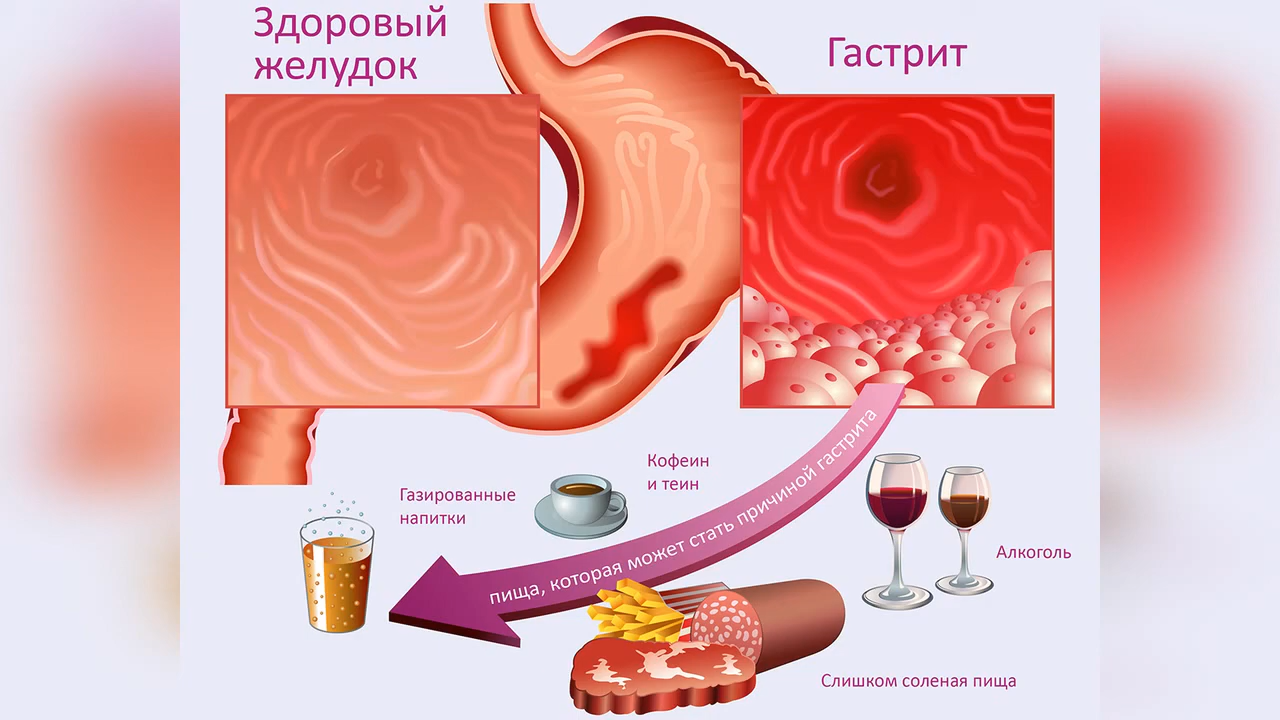 Здоровый
желудок
Гастрит
Кофеин
и теин
Газированные
напитки
пища, которая может стать причиной гастрита
Алкоголь
Слишком соленая пища